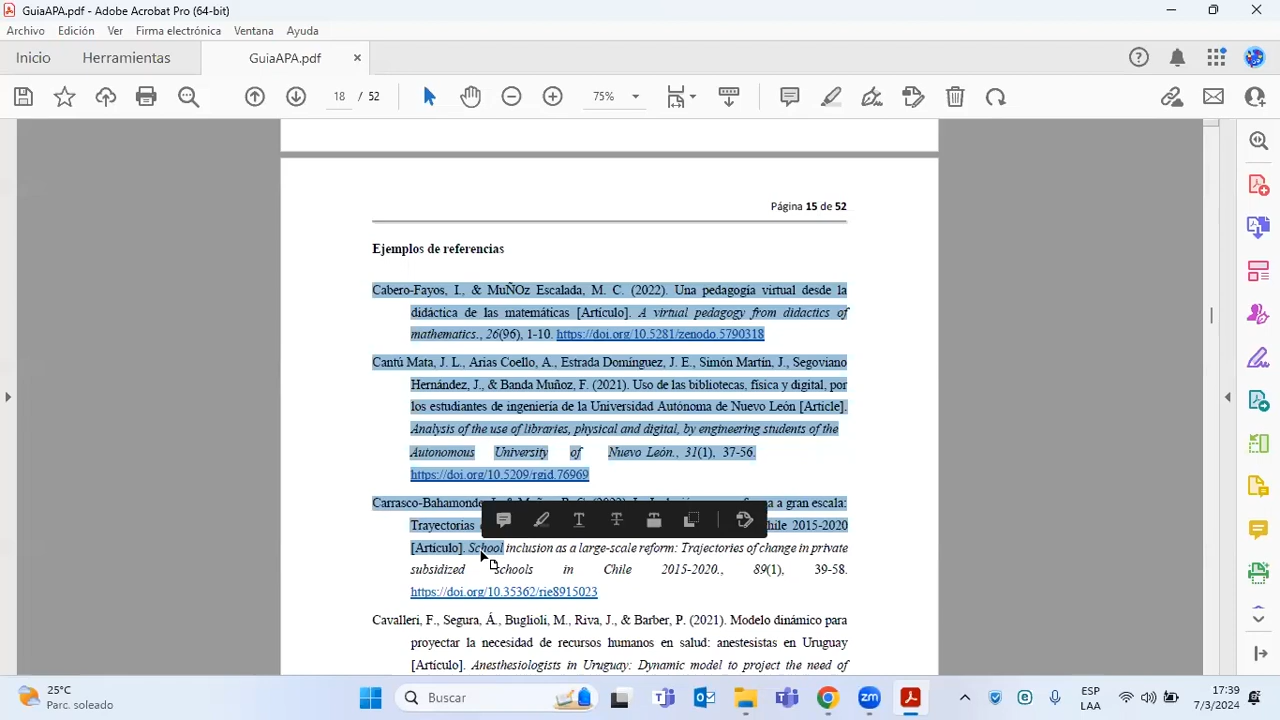 GuiaAPA.pdf - Adobe Acrobat Pro (64-bit)
Archivo Edición Ver Firma electrónica Ventana Ayuda
Inicio Herramientas GuiaAPA.pdf ×
18 / 52 75%
Página 15 de 52
Ejemplos de referencias
Cabero-Fayos, I., & MuÑOz Escalada, M. C. (2022). Una pedagogía virtual desde la
didáctica de las matemáticas [Artículo]. A virtual pedagogy from didactics of
mathematics., 26(96), 1-10. https://doi.org/10.5281/zenodo.5790318
Cantú Mata, J. L., Arias Coello, A., Estrada Domínguez, J. E., Simón Martín, J., Segoviano
Hernández, J., & Banda Muñoz, F. (2021). Uso de las bibliotecas, física y digital, por
los estudiantes de ingeniería de la Universidad Autónoma de Nuevo León [Article].
Analysis of the use of libraries, physical and digital, by engineering students of the
Autonomous University of Nuevo León., 31(1), 37-56.
https://doi.org/10.5209/rgid.76969
Carrasco-Bahamonde a gran escala:
Trayectorias hile 2015-2020
[Artículo]. School inclusion as a large-scale reform: Trajectories of change in private
subsidized schools in Chile 2015-2020., 89(1), 39-58.
https://doi.org/10.35362/rie8915023
Cavalleri, F., Segura, Á., Buglioli, M., Riva, J., & Barber, P. (2021). Modelo dinámico para
proyectar la necesidad de recursos humanos en salud: anestesistas en Uruguay
[Artículo]. Anesthesiologists in Uruguay: Dynamic model to project the need of
25°C
Parc. soleado
Buscar
ESP
LAA
17:39
7/3/2024